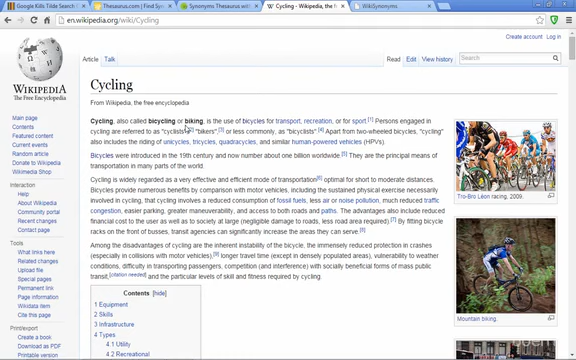 Google Kills Tilde Search
Thesaurus.com | Find Syn
Synonyms Thesaurus with
Cycling - Wikipedia, the f
WikiSynonyms
en.wikipedia.org/wiki/Cycling
Create account Log in
Article Talk Read Edit View history Search
WIKIPEDIA
The Free Encyclopedia
Main page
Contents
Featured content
Current events
Random article
Donate to Wikipedia
Wikimedia Shop
Interaction
Help
About Wikipedia
Community portal
Recent changes
Contact page
Tools
What links here
Related changes
Upload file
Special pages
Permanent link
Page information
Wikidata item
Cite this page
Print/export
Create a book
Download as PDF
Printable version
Cycling
From Wikipedia, the free encyclopedia
Cycling, also called bicycling or biking, is the use of bicycles for transport, recreation, or for sport.[1] Persons engaged in
cycling are referred to as "cyclists",[2] "bikers",[3] or less commonly, as "bicyclists".[4] Apart from two-wheeled bicycles, "cycling"
also includes the riding of unicycles, tricycles, quadracycles, and similar human-powered vehicles (HPVs).
Bicycles were introduced in the 19th century and now number about one billion worldwide.[5] They are the principal means of
transportation in many parts of the world.
Cycling is widely regarded as a very effective and efficient mode of transportation[6] optimal for short to moderate distances.
Bicycles provide numerous benefits by comparison with motor vehicles, including the sustained physical exercise necessarily
involved in cycling, that cycling involves a reduced consumption of fossil fuels, less air or noise pollution, much reduced traffic
congestion, easier parking, greater maneuverability, and access to both roads and paths. The advantages also include reduced
financial cost to the user as well as to society at large (negligible damage to roads, less road area required).[7] By fitting bicycle
racks on the front of busses, transit agencies can significantly increase the areas they can serve.[8]
Among the disadvantages of cycling are the inherent instability of the bicycle, the immensely reduced protection in crashes
(especially in collisions with motor vehicles),[9] longer travel time (except in densely populated areas), vulnerability to weather
conditions, difficulty in transporting passengers, competition (and interference) with socially beneficial forms of mass public
transit,[citation needed] and the particular levels of skill and fitness required by cycling
Contents [hide]
1 Equipment
2 Skills
3 Infrastructure
4 Types
4.1 Utility
4.2 Recreational
Tro-Bro Léon racing, 2009.
Mountain biking.